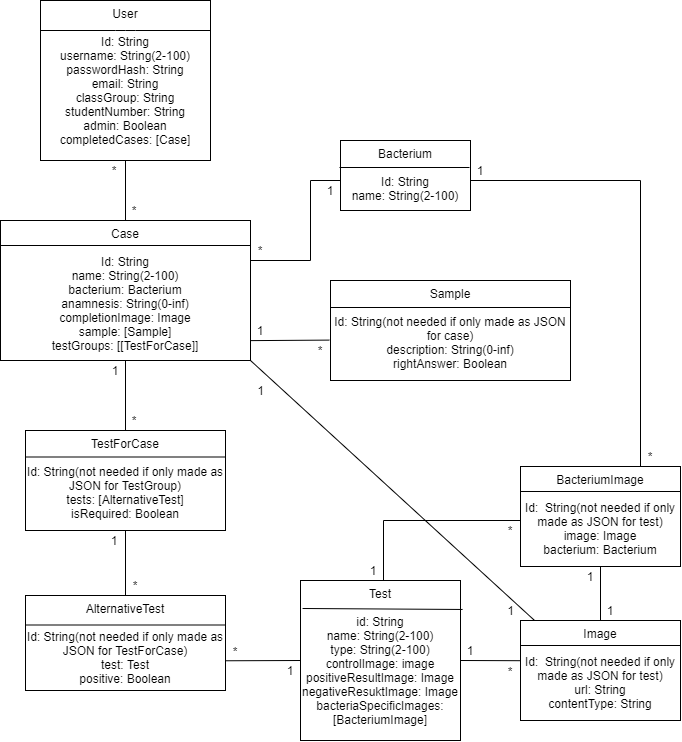 User
Id: String
username: String(2-100)
passwordHash: String
email: String
classGroup: String
studentNumber: String
admin: Boolean
completedCases: [Case]
*
*
Bacterium
Id: String
name: String(2-100)
1
1
*
*
Case
Id: String
name: String(2-100)
bacterium: Bacterium
anamnesis: String(0-inf)
completionImage: Image
sample: [Sample]
testGroups: [[TestForCase]]
1
*
1
1
*
Sample
Id: String(not needed if only made as JSON
for case)
description: String(0-inf)
rightAnswer: Boolean
TestForCase
Id: String(not needed if only made as
JSON for TestGroup)
tests: [AlternativeTest]
isRequired: Boolean
1
*
BacteriumImage
Id:  String(not needed if only
made as JSON for test)
image: Image
bacterium: Bacterium
*
1
1
1
1
AlternativeTest
Id: String(not needed if only made as
JSON for TestForCase)
test: Test
positive: Boolean
*
1
Test
id: String
name: String(2-100)
type: String(2-100)
controlImage: image
positiveResultImage: Image
negativeResuktImage: Image
bacteriaSpecificImages:
[BacteriumImage]
1
*
Image
Id:  String(not needed if only
made as JSON for test)
url: String
contentType: String